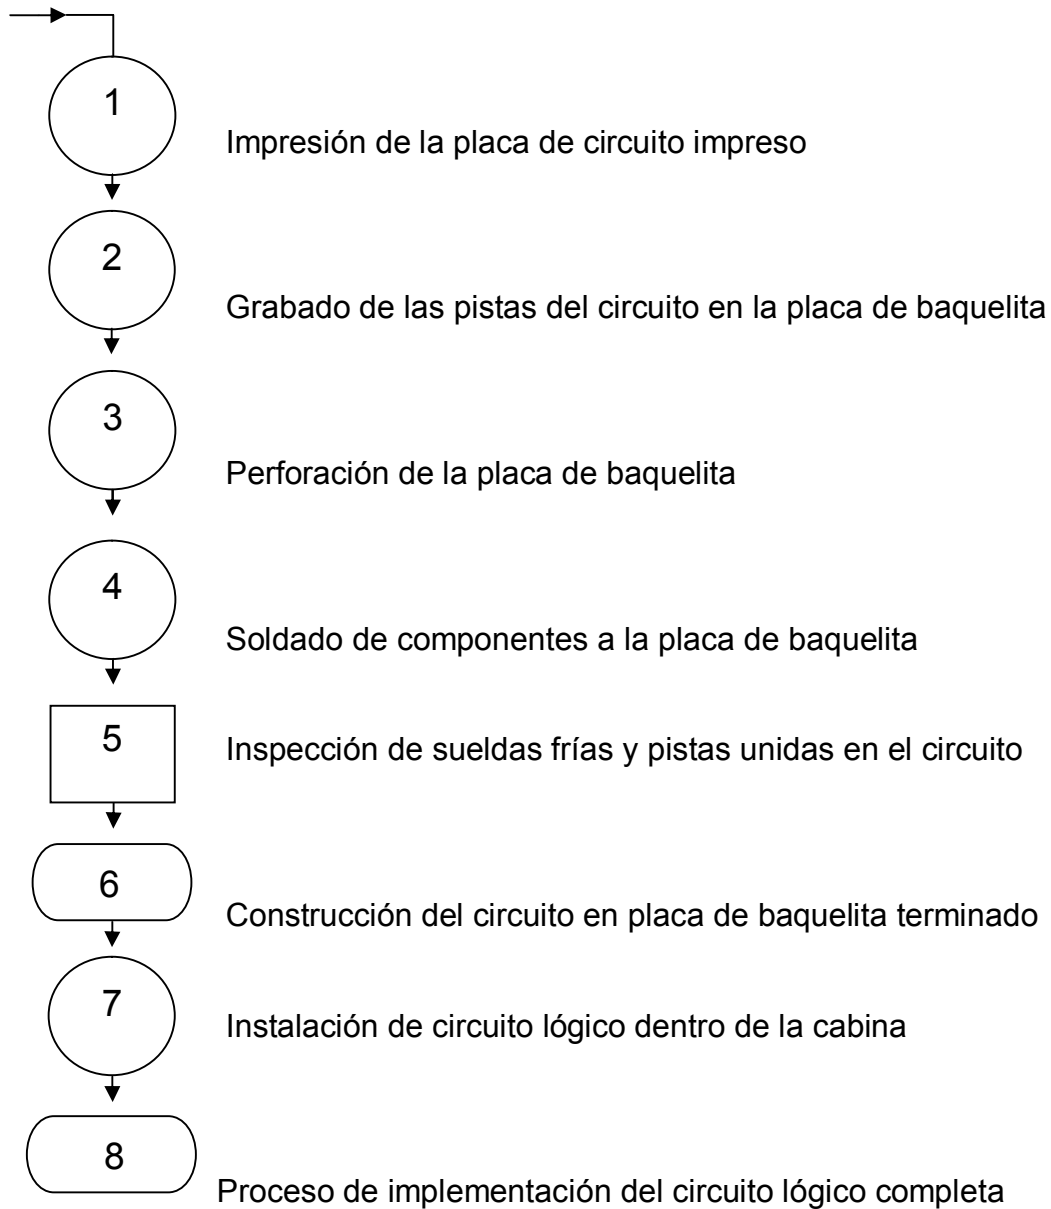 1
Impresión de la placa de circuito impreso
2
Grabado de las pistas del circuito en la placa de baquelita
3
Perforación de la placa de baquelita
4
Soldado de componentes a la placa de baquelita
5
Inspección de sueldas frías y pistas unidas en el circuito
6
Construcción del circuito en placa de baquelita terminado
7
Instalación de circuito lógico dentro de la cabina
8
Proceso de implementación del circuito lógico completa